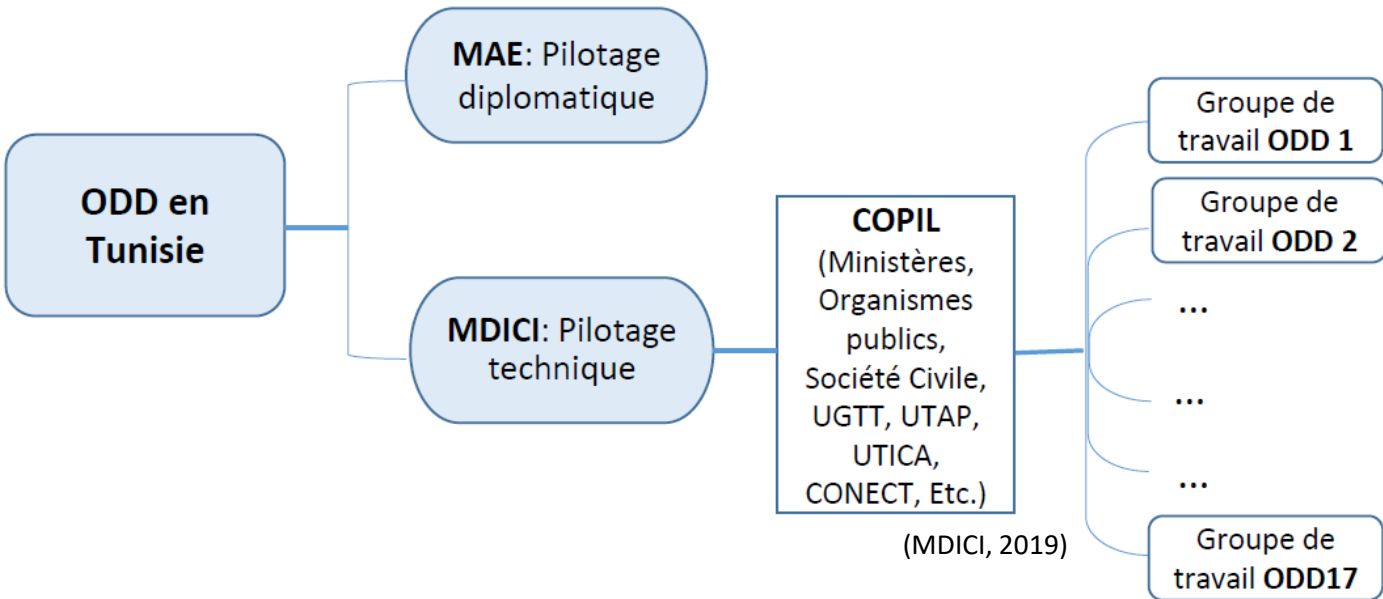 MAE: Pilotage
diplomatique
ODD en
Tunisie
MDICI: Pilotage
technique
COPIL
(Ministères,
Organismes
publics,
Société Civile,
UGTT, UTAP,
UTICA,
CONECT, Etc.)
(MDICI, 2019)
Groupe de
travail ODD 1
Groupe de
travail ODD 2
...
...
...
Groupe de
travail ODD17